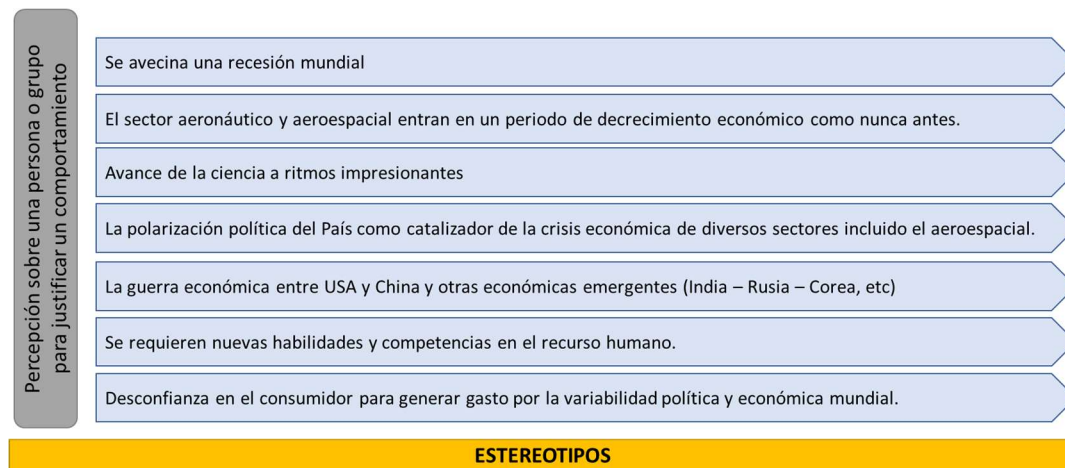 Percepción sobre una persona o grupo
para justificar un comportamiento
Se avecina una recesión mundial
El sector aeronáutico y aeroespacial entran en un periodo de decrecimiento económico como nunca antes.
Avance de la ciencia a ritmos impresionantes
La polarización política del País como catalizador de la crisis económica de diversos sectores incluido el aeroespacial.
La guerra económica entre USA y China y otras económicas emergentes (India – Rusia – Corea, etc)
Se requieren nuevas habilidades y competencias en el recurso humano.
Desconfianza en el consumidor para generar gasto por la variabilidad política y económica mundial.
ESTEREOTIPOS